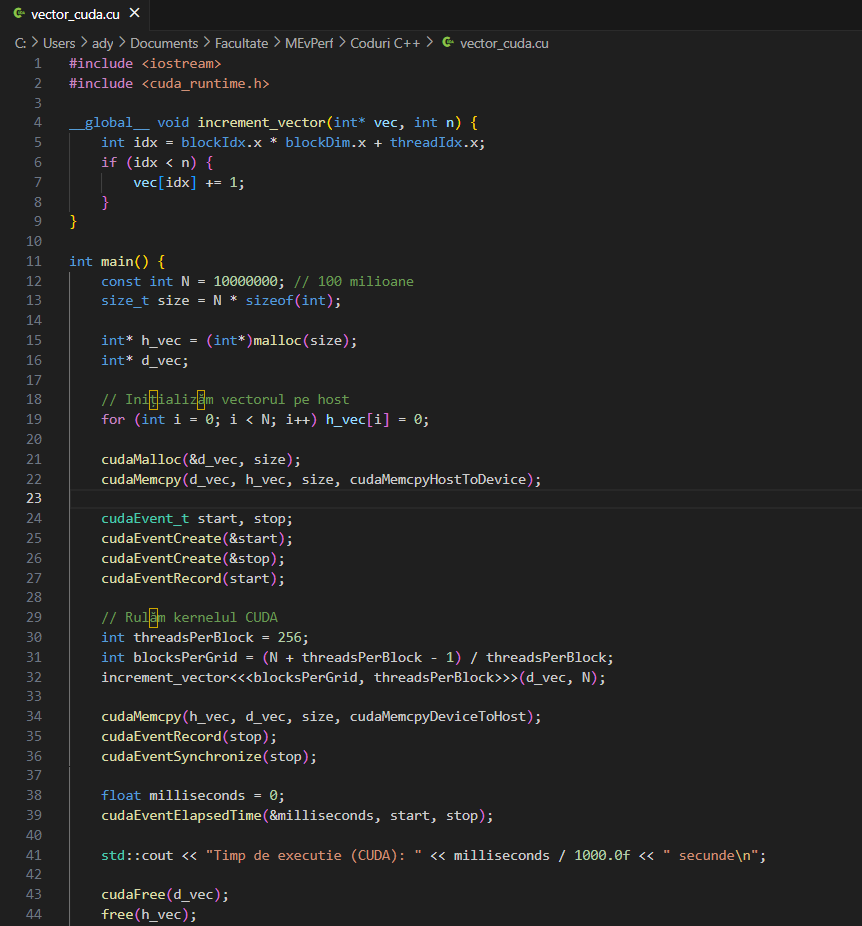 vector_cuda.cu
C: > Users > ady > Documents > Facultate > MEvPerf > Coduri C++ > vector_cuda.cu
1 #include <iostream>
2 #include <cuda_runtime.h>
3
4 __global__ void increment_vector(int* vec, int n) {
5     int idx = blockIdx.x * blockDim.x + threadIdx.x;
6     if (idx < n) {
7         vec[idx] += 1;
8     }
9 }
10
11 int main() {
12     const int N = 10000000; // 100 milioane
13     size_t size = N * sizeof(int);
14
15     int* h_vec = (int*)malloc(size);
16     int* d_vec;
17
18     // Inițializăm vectorul pe host
19     for (int i = 0; i < N; i++) h_vec[i] = 0;
20
21     cudaMalloc(&d_vec, size);
22     cudaMemcpy(d_vec, h_vec, size, cudaMemcpyHostToDevice);
23
24     cudaEvent_t start, stop;
25     cudaEventCreate(&start);
26     cudaEventCreate(&stop);
27     cudaEventRecord(start);
28
29     // Rulăm kernelul CUDA
30     int threadsPerBlock = 256;
31     int blocksPerGrid = (N + threadsPerBlock - 1) / threadsPerBlock;
32     increment_vector<<<blocksPerGrid, threadsPerBlock>>>(d_vec, N);
33
34     cudaMemcpy(h_vec, d_vec, size, cudaMemcpyDeviceToHost);
35     cudaEventRecord(stop);
36     cudaEventSynchronize(stop);
37
38     float milliseconds = 0;
39     cudaEventElapsedTime(&milliseconds, start, stop);
40
41     std::cout << "Timp de executie (CUDA): " << milliseconds / 1000.0f << " secunde\n";
42
43     cudaFree(d_vec);
44     free(h_vec);